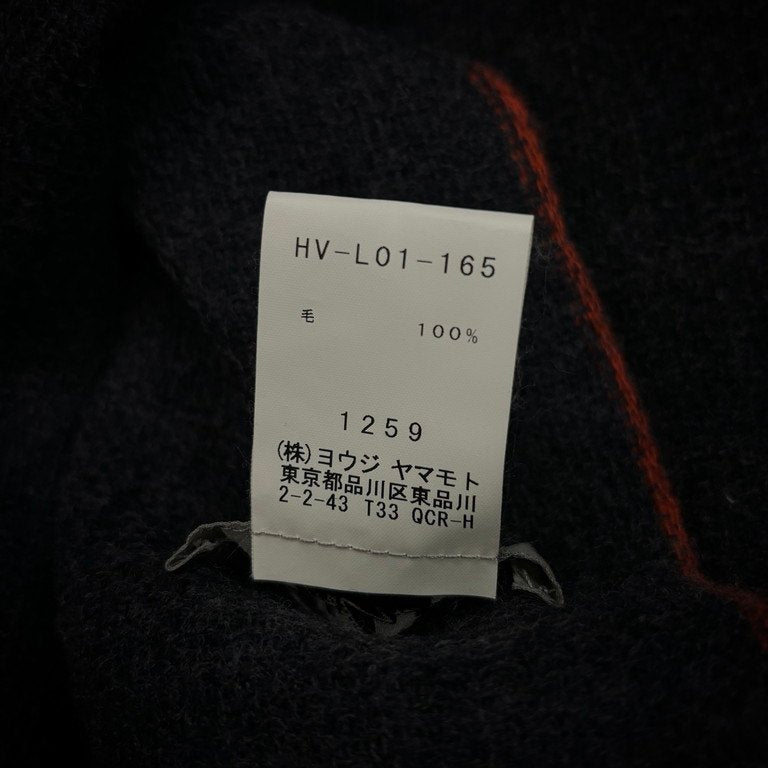 HV-L01-165
毛 100%
1259
(株)ヨウジ ヤマモト
東京都品川区東品川
2-2-43 T33 QCR-H